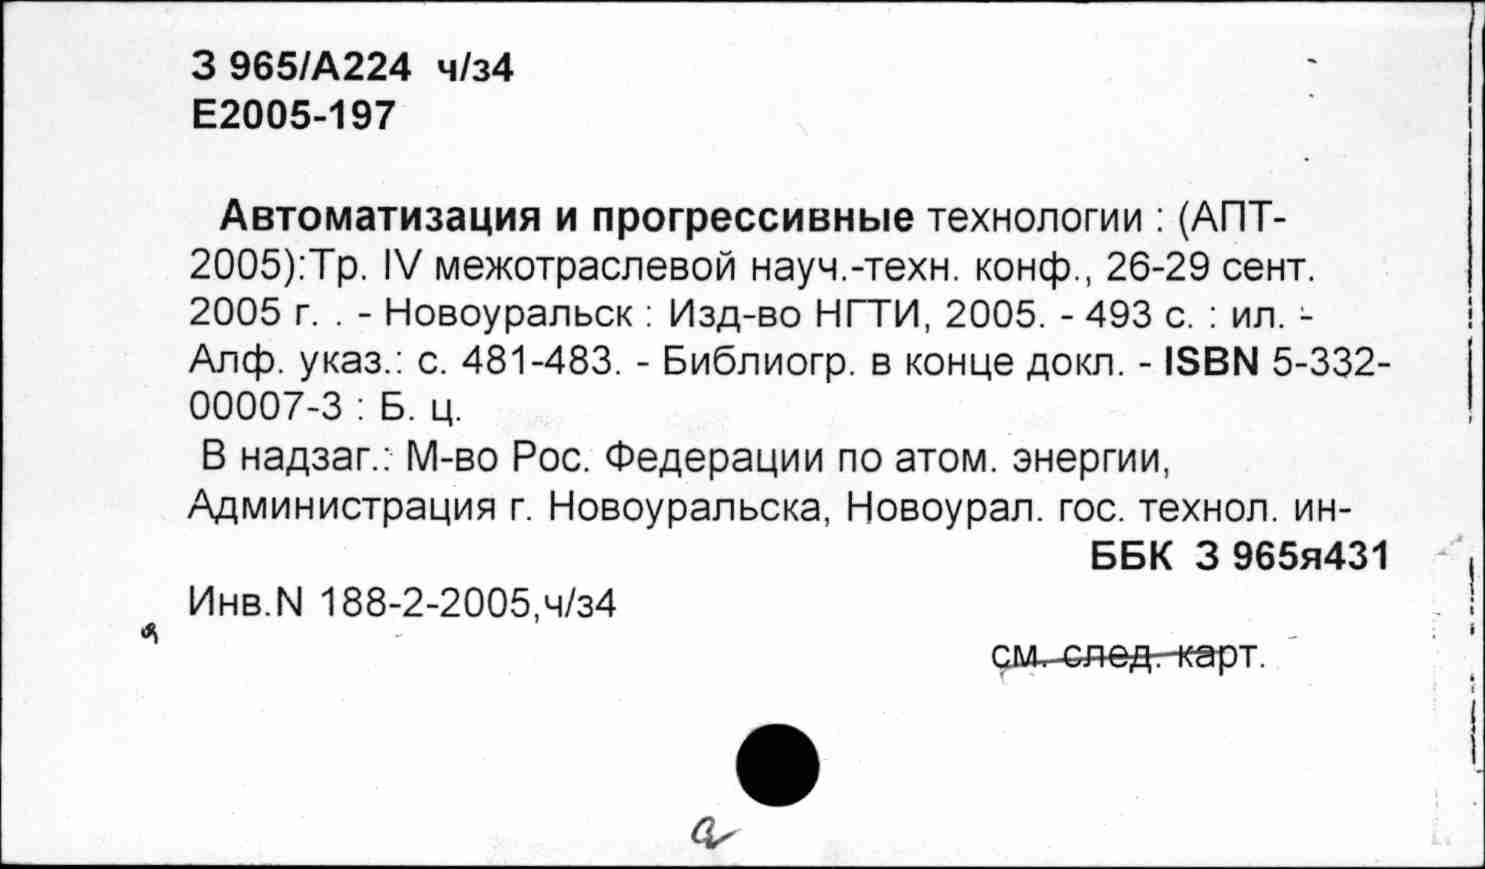 З 965/А224 ч/з4
Е2005-197
Автоматизация и прогрессивные технологии : (АПТ-
2005):Тр. IV межотраслевой науч.-техн. конф., 26-29 сент.
2005 г. . - Новоуральск : Изд-во НГТИ, 2005. - 493 с. : ил. -
Алф. указ.: с. 481-483. - Библиогр. в конце докл. - ISBN 5-332-
00007-3 : Б. ц.
В надзаг.: М-во Рос. Федерации по атом. энергии,
Администрация г. Новоуральска, Новоурал. гос. технол. ин-
ББК З 965я431
Инв.N 188-2-2005,ч/з4
см. след. карт.